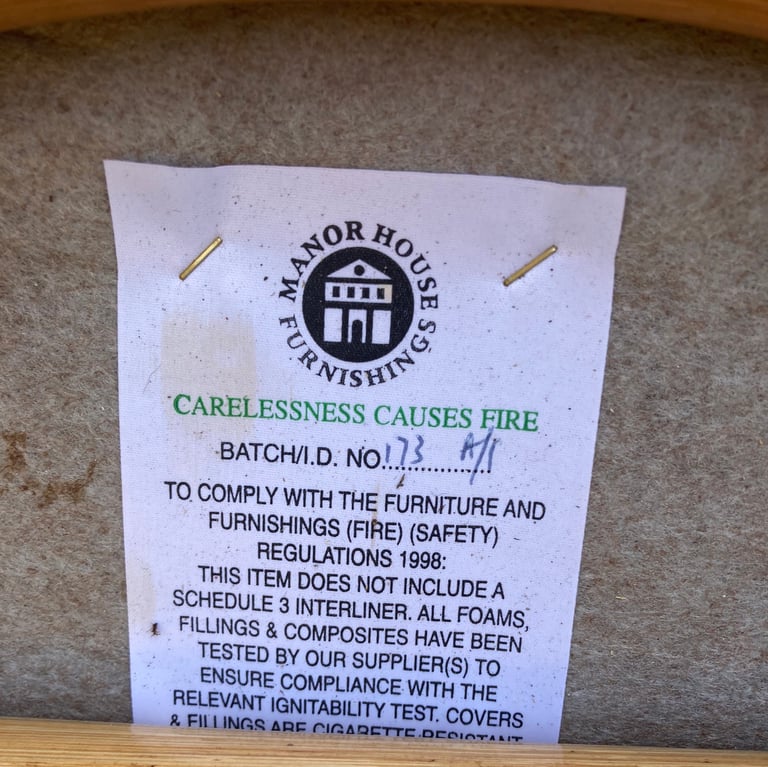 MANOR HOUSE
FURNISHINGS
CARELESSNESS CAUSES FIRE
BATCH/I.D. NO..173 A/1
TO COMPLY WITH THE FURNITURE AND
FURNISHINGS (FIRE) (SAFETY)
REGULATIONS 1998:
THIS ITEM DOES NOT INCLUDE A
SCHEDULE 3 INTERLINER. ALL FOAMS,
FILLINGS & COMPOSITES HAVE BEEN
TESTED BY OUR SUPPLIER(S) TO
ENSURE COMPLIANCE WITH THE
RELEVANT IGNITABILITY TEST. COVERS
& FILLINGS ARE CIGARETTE RESISTANT